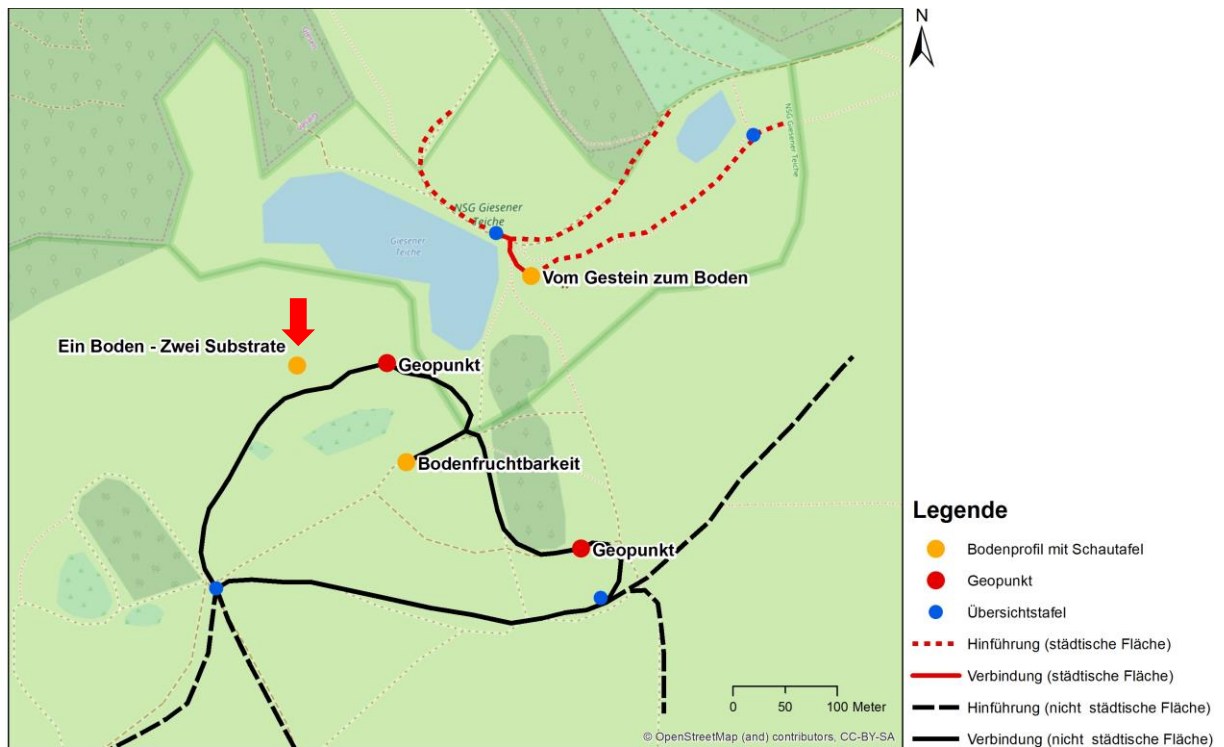 N
NSG Giesener
Teiche
NSG Giesener Teiche
Giesener
Teiche
Vom Gestein zum Boden
Ein Boden - Zwei Substrate
Geopunkt
Bodenfruchtbarkeit
Geopunkt
0 50 100 Meter
© OpenStreetMap (and) contributors, CC-BY-SA
Legende
Bodenprofil mit Schautafel
Geopunkt
Übersichtstafel
Hinführung (städtische Fläche)
Verbindung (städtische Fläche)
Hinführung (nicht städtische Fläche)
Verbindung (nicht städtische Fläche)